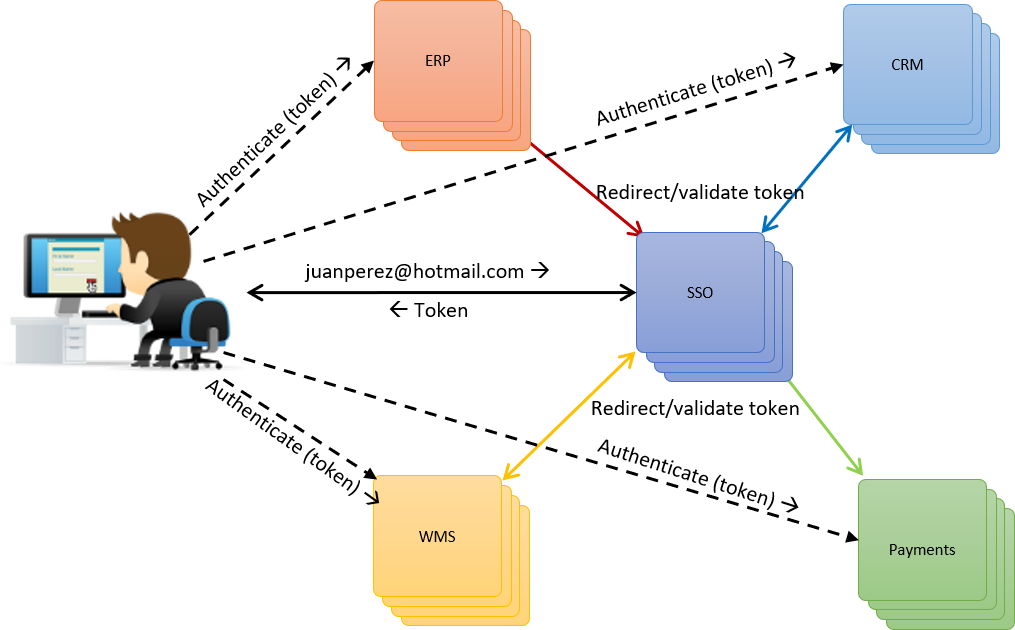 ERP
CRM
Authenticate (token) →
Authenticate (token) →
Redirect/validate token
juanperez@hotmail.com →
SSO
← Token
Authenticate (token) →
Redirect/validate token
Authenticate (token) →
WMS
Payments